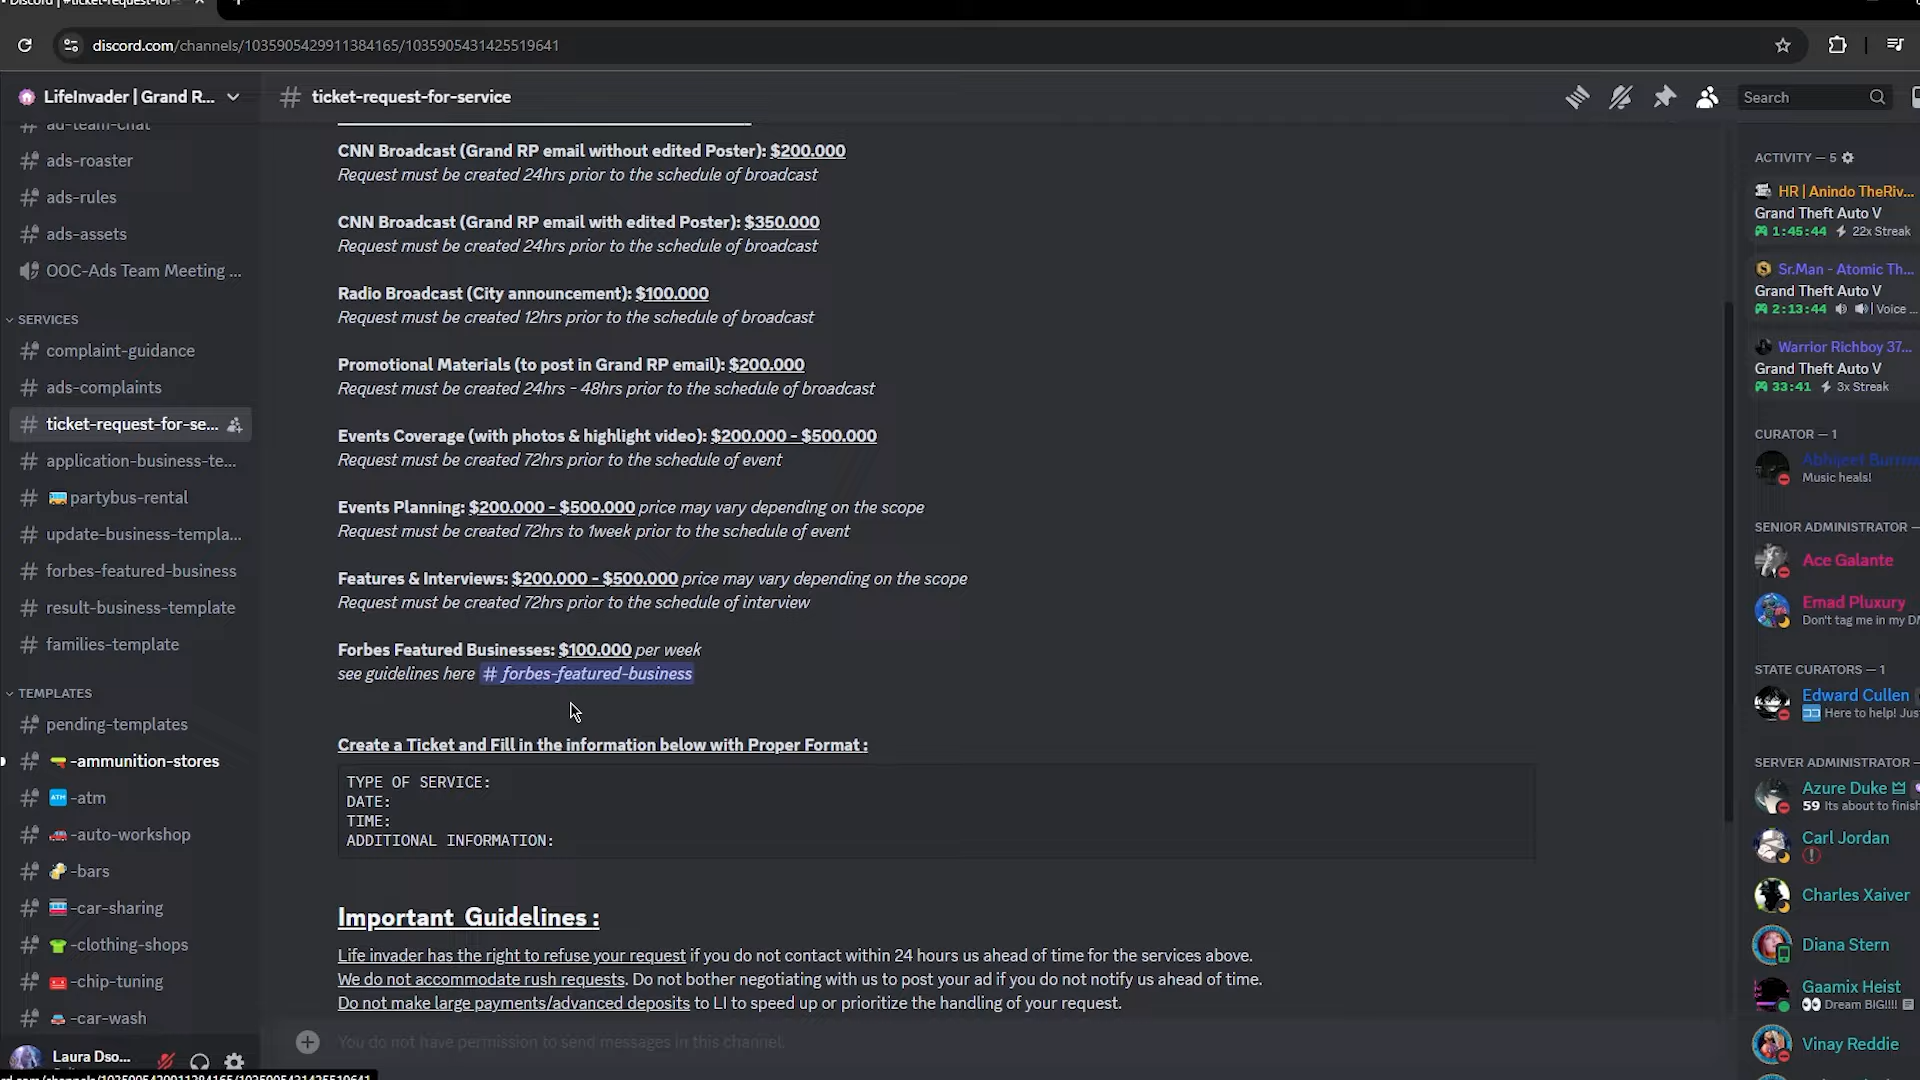 Discord | #ticket-request-for-
discord.com/channels/1035905429911384165/1035905431425519641
LifeInvader | Grand R...
ad-team-chat
ads-roaster
ads-rules
ads-assets
OOC-Ads Team Meeting ...
SERVICES
complaint-guidance
ads-complaints
ticket-request-for-se...
application-business-te...
partybus-rental
update-business-templa...
forbes-featured-business
result-business-template
families-template
TEMPLATES
pending-templates
-ammunition-stores
ATM -atm
-auto-workshop
-bars
-car-sharing
-clothing-shops
-chip-tuning
-car-wash
Laura Dso...
# ticket-request-for-service
Search
CNN Broadcast (Grand RP email without edited Poster): $200.000
Request must be created 24hrs prior to the schedule of broadcast
CNN Broadcast (Grand RP email with edited Poster): $350.000
Request must be created 24hrs prior to the schedule of broadcast
Radio Broadcast (City announcement): $100.000
Request must be created 12hrs prior to the schedule of broadcast
Promotional Materials (to post in Grand RP email): $200.000
Request must be created 24hrs - 48hrs prior to the schedule of broadcast
Events Coverage (with photos & highlight video): $200.000 - $500.000
Request must be created 72hrs prior to the schedule of event
Events Planning: $200.000 - $500.000 price may vary depending on the scope
Request must be created 72hrs to 1week prior to the schedule of event
Features & Interviews: $200.000 - $500.000 price may vary depending on the scope
Request must be created 72hrs prior to the schedule of interview
Forbes Featured Businesses: $100.000 per week
see guidelines here # forbes-featured-business
Create a Ticket and Fill in the information below with Proper Format :
TYPE OF SERVICE:
DATE:
TIME:
ADDITIONAL INFORMATION:
Important Guidelines :
Life invader has the right to refuse your request if you do not contact within 24 hours us ahead of time for the services above.
We do not accommodate rush requests. Do not bother negotiating with us to post your ad if you do not notify us ahead of time.
Do not make large payments/advanced deposits to LI to speed up or prioritize the handling of your request.
You do not have permission to send messages in this channel.
ACTIVITY — 5
HR | Anindo TheRiv...
Grand Theft Auto V
1:45:44 22x Streak
Sr.Man - Atomic Th...
Grand Theft Auto V
2:13:44 Voice ...
Warrior Richboy 37...
Grand Theft Auto V
33:41 3x Streak
CURATOR — 1
Abhijeet Burrow
Music heals!
SENIOR ADMINISTRATOR —
Ace Galante
Emad Pluxury
Don't tag me in my DM
STATE CURATORS — 1
Edward Cullen
Here to help! Jus
SERVER ADMINISTRATOR —
Azure Duke
59 Its about to finish
Carl Jordan
Charles Xaiver
Diana Stern
Gaamix Heist
Dream BIG!!!!
Vinay Reddie